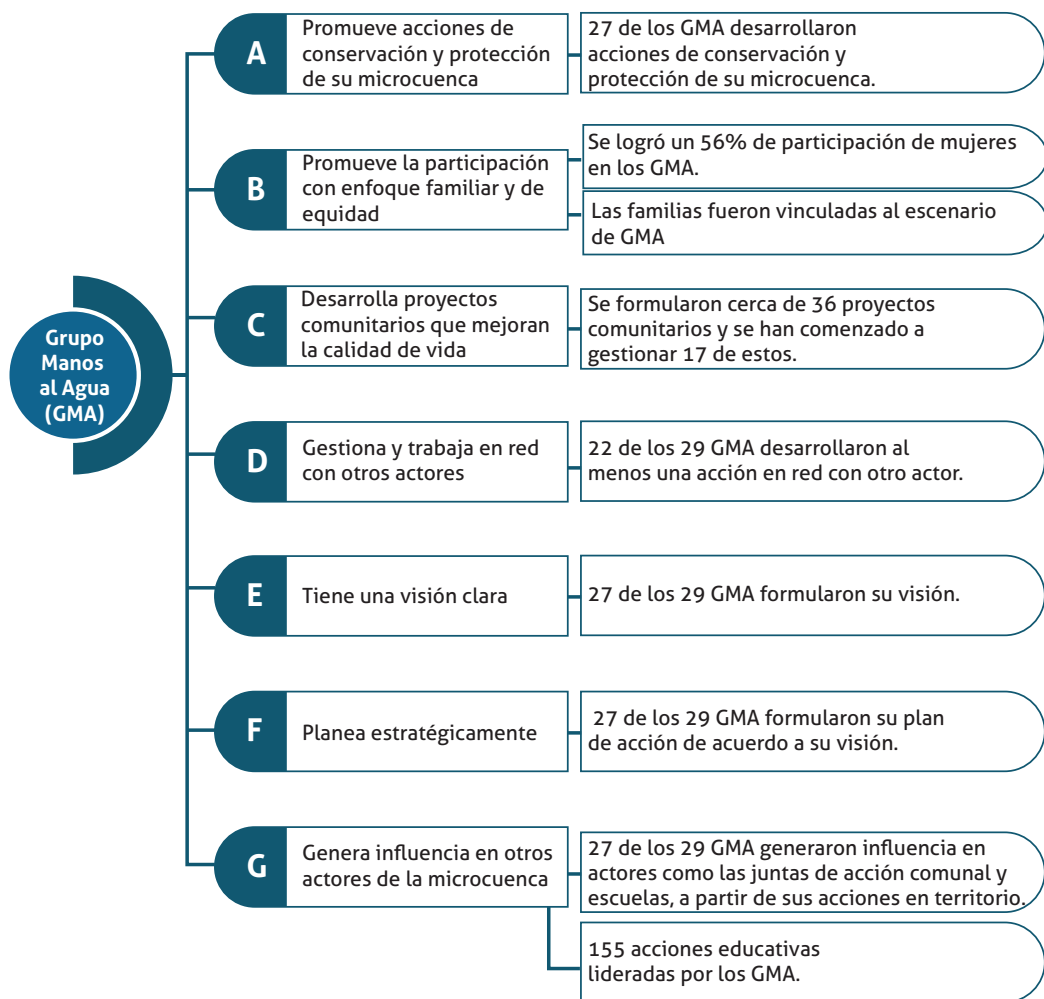 Grupo
Manos
al Agua
(GMA)
A
Promueve acciones de
conservación y protección
de su microcuenca
27 de los GMA desarrollaron
acciones de conservación y
protección de su microcuenca.
B
Promueve la participación
con enfoque familiar y de
equidad
Se logró un 56% de participación de mujeres
en los GMA.
Las familias fueron vinculadas al escenario
de GMA
C
Desarrolla proyectos
comunitarios que mejoran
la calidad de vida
Se formularon cerca de 36 proyectos
comunitarios y se han comenzado a
gestionar 17 de estos.
D
Gestiona y trabaja en red
con otros actores
22 de los 29 GMA desarrollaron al
menos una acción en red con otro actor.
E
Tiene una visión clara
27 de los 29 GMA formularon su visión.
F
Planea estratégicamente
27 de los 29 GMA formularon su plan
de acción de acuerdo a su visión.
G
Genera influencia en otros
actores de la microcuenca
27 de los 29 GMA generaron influencia en
actores como las juntas de acción comunal y
escuelas, a partir de sus acciones en territorio.
155 acciones educativas
lideradas por los GMA.